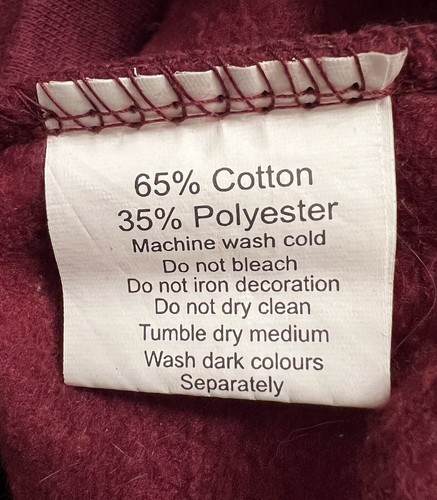 65% Cotton
35% Polyester
Machine wash cold
Do not bleach
Do not iron decoration
Do not dry clean
Tumble dry medium
Wash dark colours
Separately